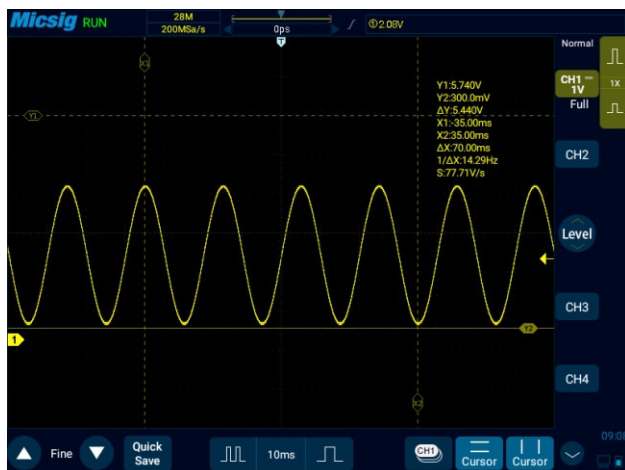 Micsig RUN
28M
200MSa/s
0ps
T
①2.08V
Normal
CH1
1V
Full
1X
X1
Y1
Y1:5.740V
Y2:300.0mV
ΔY:5.440V
X1:-35.00ms
X2:35.00ms
ΔX:70.00ms
1/ΔX:14.29Hz
S:77.71V/s
CH2
Level
CH3
Y2
1
CH4
X2
Fine
Quick
Save
10ms
CH1
Cursor
Cursor